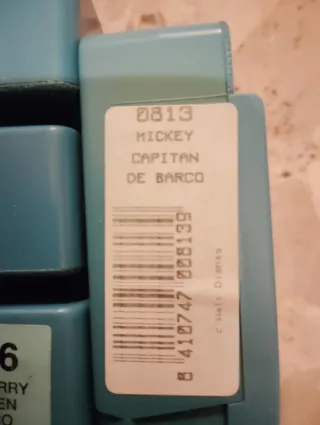 0813
MICKEY
CAPITAN
DE BARCO
8 410747 008139
c Walt Disney
6
RRY
EN
O